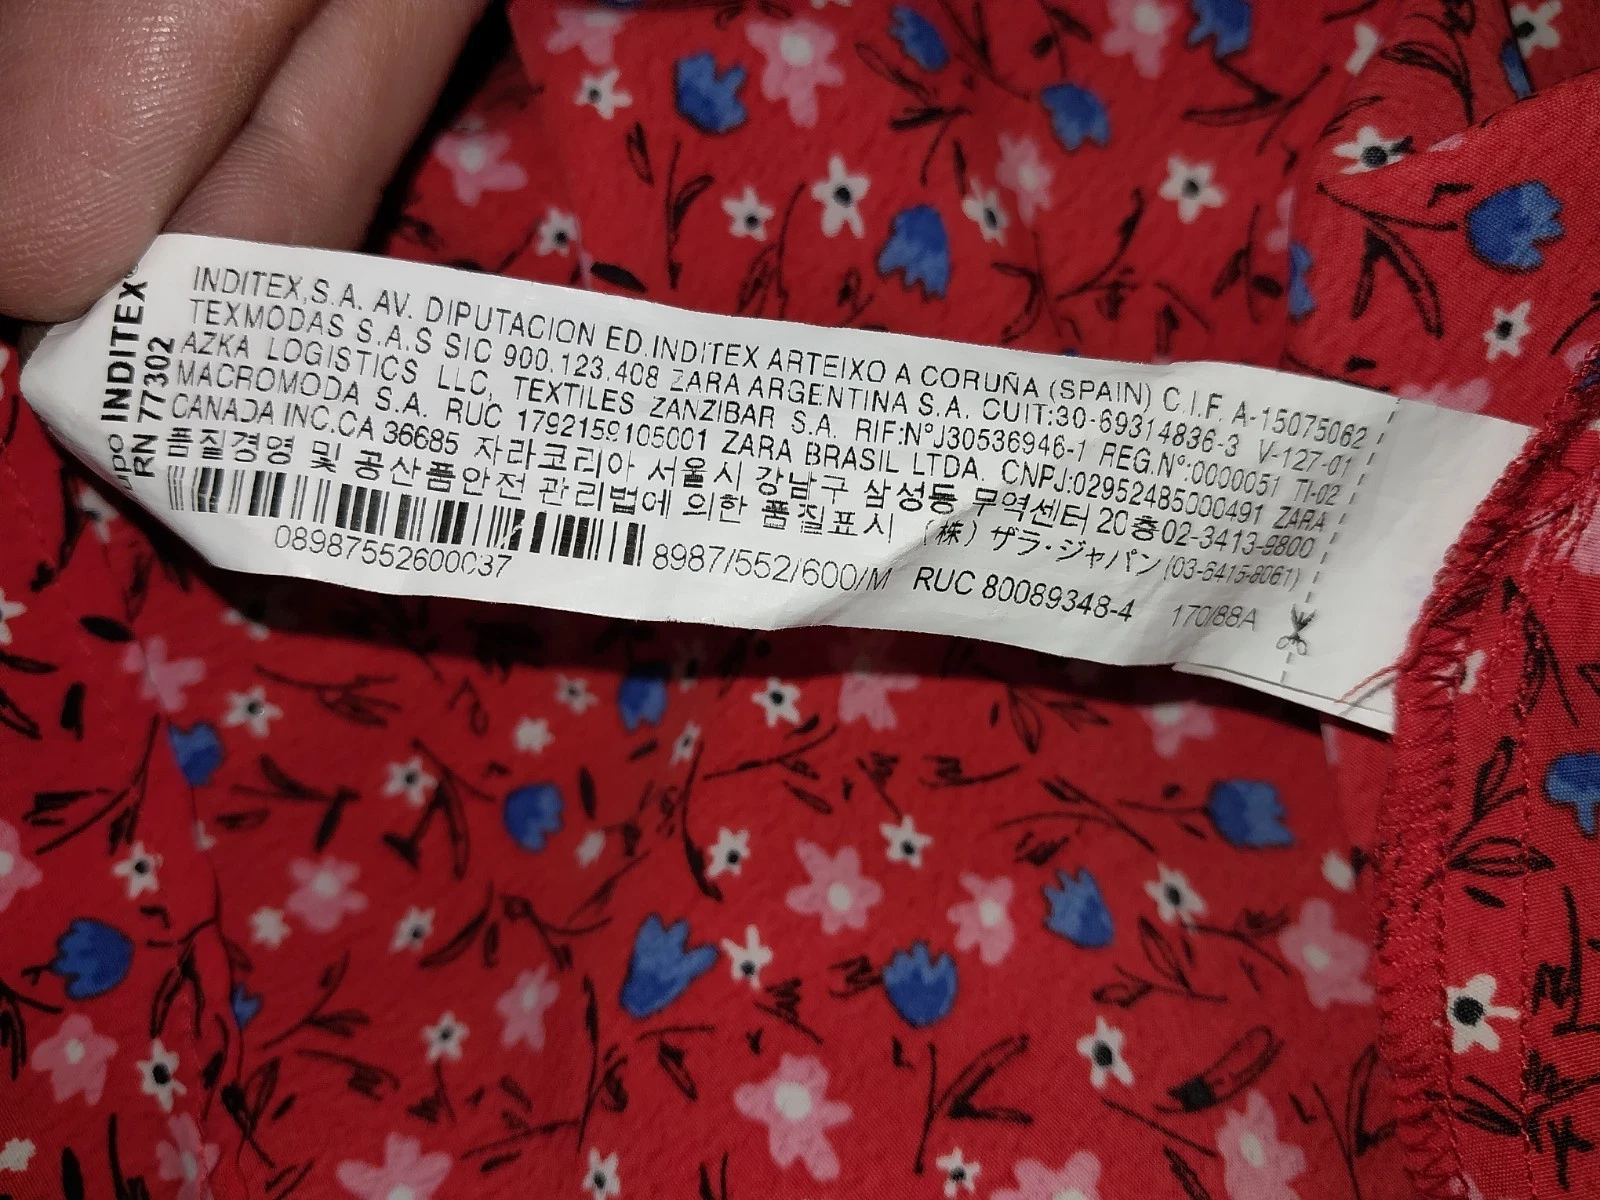 INDITEX®
RN 77302
INDITEX,S.A. AV. DIPUTACION ED.INDITEX ARTEIXO A CORUÑA (SPAIN) C.I.F. A-15075062
TEXMODAS S.A.S SIC 900.123.408 ZARA ARGENTINA S.A. CUIT:30-69314836-3 V-127-01
AZKA LOGISTICS LLC, TEXTILES ZANZIBAR S.A. RIF:NºJ30536946-1 REG.Nº:0000051 TI-02
MACROMODA S.A. RUC 1792159105001 ZARA BRASIL LTDA. CNPJ:02952485000491 ZARA
CANADA INC.CA 36685 자라코리아 서울시 강남구 삼성동 무역센터 20층02-3413-9800
품질경영 및 공산품안전 관리법에 의한 품질표시 (株) ザラ・ジャパン (03-6415-8061)
08987552600037 8987/552/600/M RUC 80089348-4 170/88A